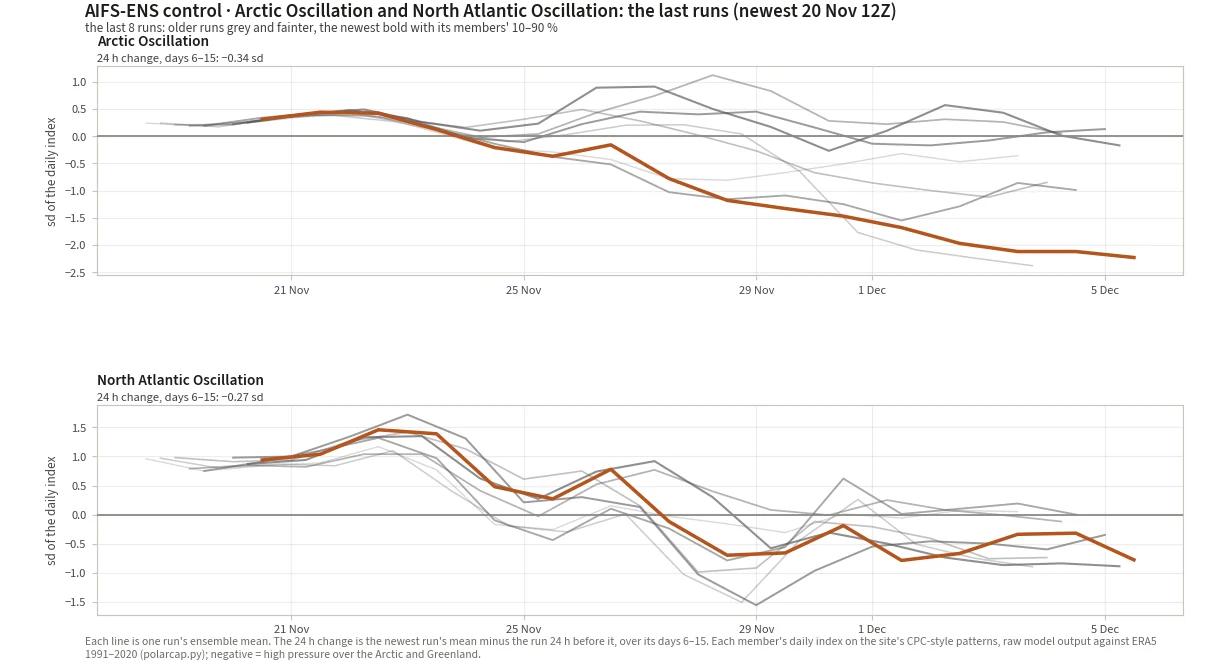 AIFS-ENS control · Arctic Oscillation and North Atlantic Oscillation: the last runs (newest 20 Nov 12Z)
the last 8 runs: older runs grey and fainter, the newest bold with its members' 10–90 %
Arctic Oscillation
24 h change, days 6–15: −0.34 sd
sd of the daily index
1.0
0.5
0.0
−0.5
−1.0
−1.5
−2.0
−2.5
21 Nov 25 Nov 29 Nov 1 Dec 5 Dec
North Atlantic Oscillation
24 h change, days 6–15: −0.27 sd
sd of the daily index
1.5
1.0
0.5
0.0
−0.5
−1.0
−1.5
21 Nov 25 Nov 29 Nov 1 Dec 5 Dec
Each line is one run's ensemble mean. The 24 h change is the newest run's mean minus the run 24 h before it, over its days 6–15. Each member's daily index on the site's CPC-style patterns, raw model output against ERA5
1991–2020 (polarcap.py); negative = high pressure over the Arctic and Greenland.